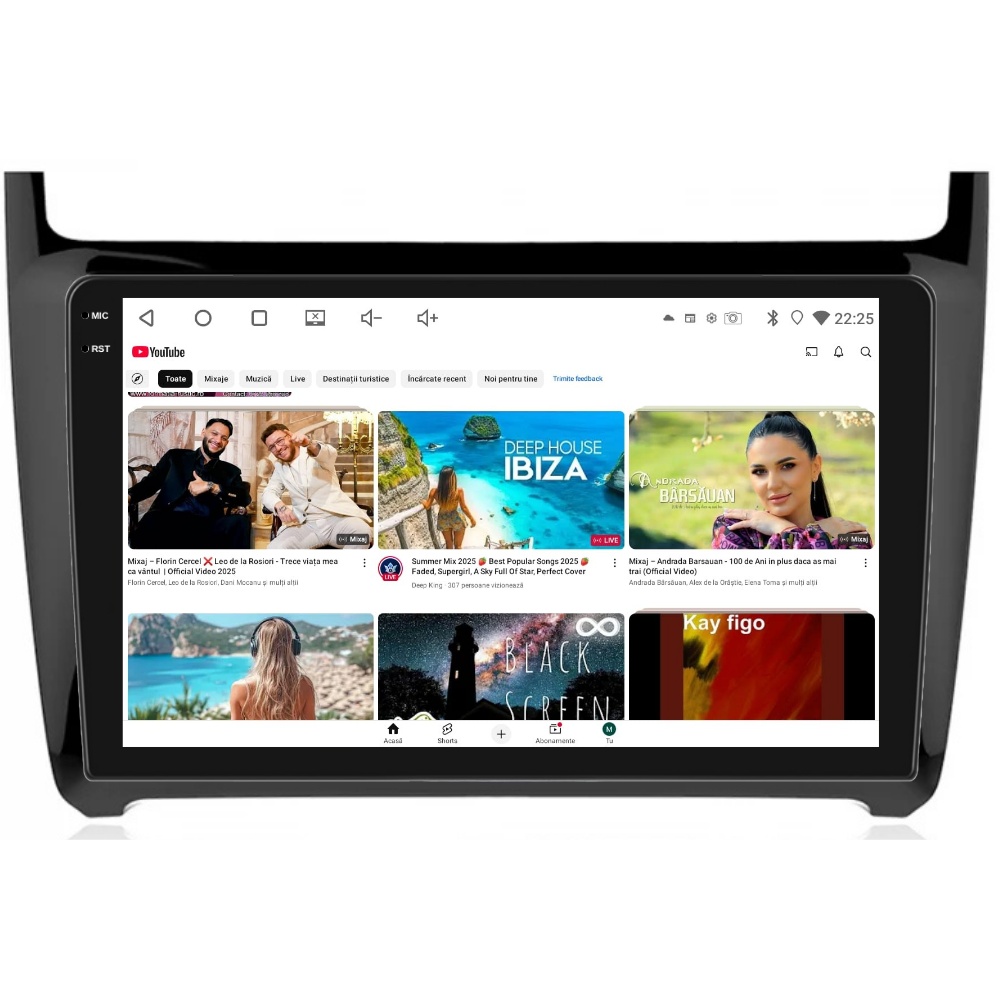 MIC
RST
22:25
YouTube
Toate
Mixaje
Muzică
Live
Destinații turistice
Încărcate recent
Noi pentru tine
Trimite feedback
Mixaj
DEEP HOUSE
IBIZA
LIVE
BÂRSĂUAN
Mixaj
Mixaj – Florin Cercel ❌ Leo de la Rosiori - Trece viața mea
ca vântul | Official Video 2025
Florin Cercel, Leo de la Rosiori, Dani Mocanu și mulți alții
LIVE
Summer Mix 2025 🍓 Best Popular Songs 2025 🍓
Faded, Supergirl, A Sky Full Of Star, Perfect Cover
Deep King · 307 persoane vizionează
Mixaj – Andrada Barsauan - 100 de Ani in plus daca as mai
trai (Official Video)
Andrada Bârsăuan, Alex de la Orăștie, Elena Toma și mulți alții
BLACK
SCREEN
Kay figo
Acasă
Shorts
Abonamente
M
Tu